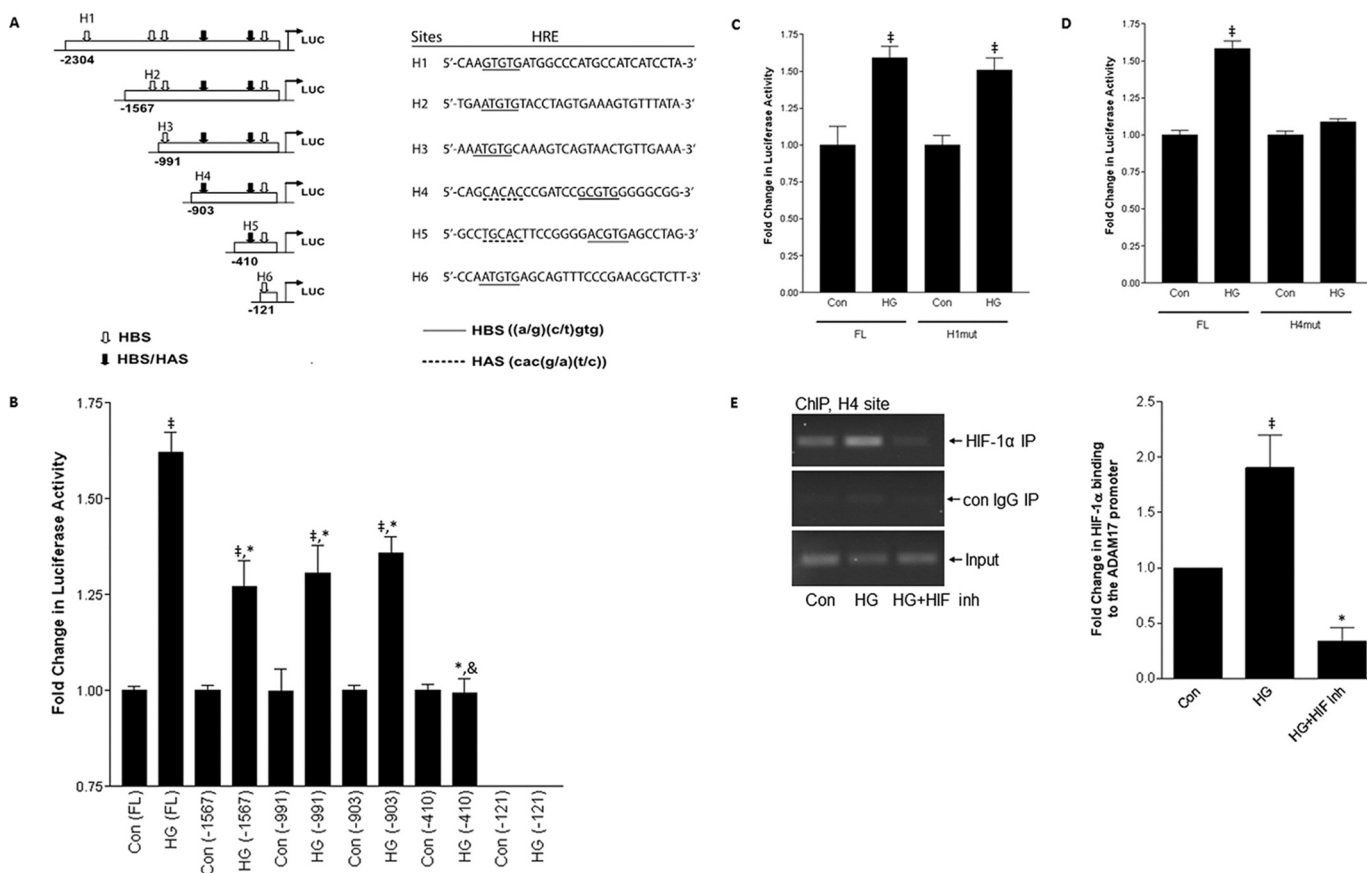 A
H1
LUC
-2304
H2
LUC
-1567
H3
LUC
-991
H4
LUC
-903
H5
LUC
-410
H6
LUC
-121
HBS
HBS/HAS
Sites HRE
H1 5'-CAAGTGTGATGGCCCATGCCATCATCCTA-3'
H2 5'-TGAATGTGTACCTAGTGAAAGTGTTTATA-3'
H3 5'-AAATGTGCAAAGTCAGTAACTGTTGAAA-3'
H4 5'-CAGCACACCCGATCCGCGTGGGGGCGG-3'
H5 5'-GCCTGCACTTCCGGGGACGTGAGCCTAG-3'
H6 5'-CCAATGTGAGCAGTTTCCCGAACGCTCTT-3'
HBS ((a/g)(c/t)gtg)
HAS (cac(g/a)(t/c))
B
Fold Change in Luciferase Activity
1.75
1.50
1.25
1.00
0.75
‡
‡,*
‡,*
‡,*
*,&
Con (FL)
HG (FL)
Con (-1567)
HG (-1567)
Con (-991)
HG (-991)
Con (-903)
HG (-903)
Con (-410)
HG (-410)
Con (-121)
HG (-121)
C
Fold Change in Luciferase Activity
1.75
1.50
1.25
1.00
0.75
0.50
0.25
0.00
‡
‡
Con HG Con HG
FL H1mut
D
Fold Change in Luciferase Activity
1.75
1.50
1.25
1.00
0.75
0.50
0.25
0.00
‡
Con HG Con HG
FL H4mut
E
ChIP, H4 site
HIF-1α IP
con IgG IP
Input
Con HG HG+HIF inh
Fold Change in HIF-1α binding
to the ADAM17 promoter
2.5
2.0
1.5
1.0
0.5
0.0
‡
*
Con
HG
HG+HIF inh